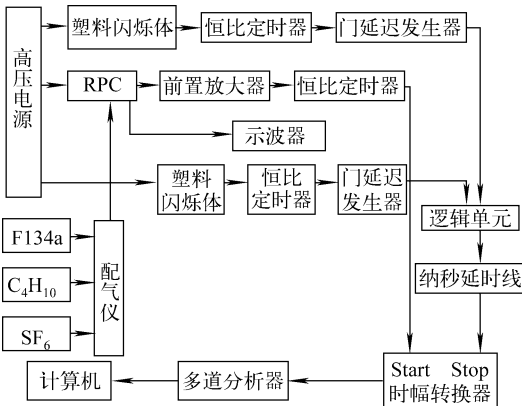 高压电源
塑料闪烁体
恒比定时器
门延迟发生器
RPC
前置放大器
恒比定时器
示波器
塑料
闪烁体
恒比
定时器
门延迟
发生器
逻辑单元
F134a
C4H10
SF6
配气仪
纳秒延时线
Start Stop
时幅转换器
多道分析器
计算机